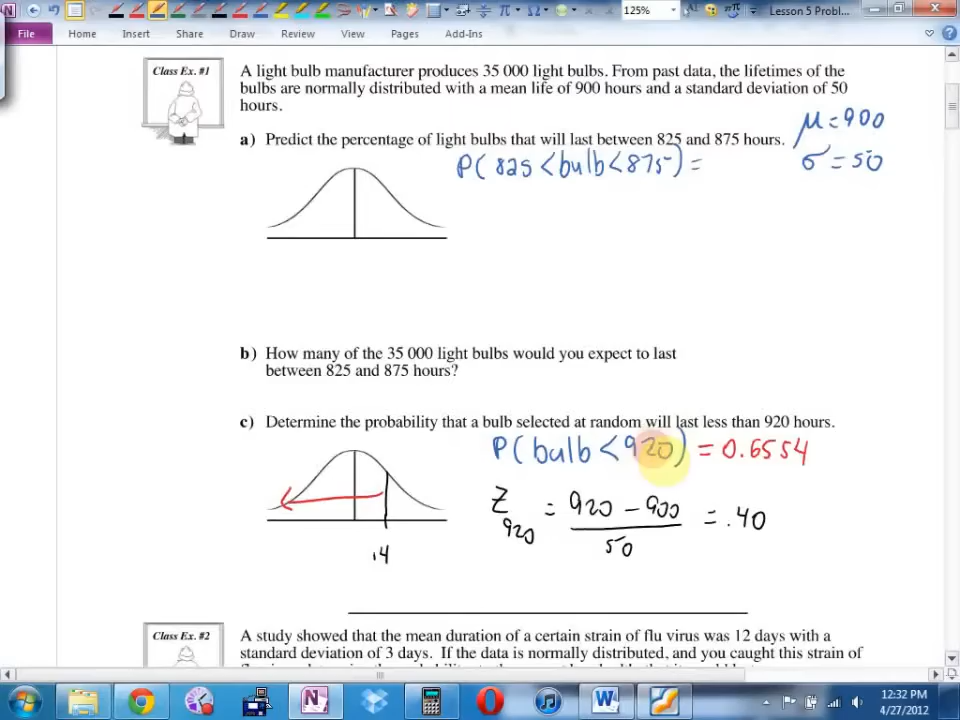 125%
Lesson 5 Probl...
File Home Insert Share Draw Review View Pages Add-Ins
Class Ex. #1
A light bulb manufacturer produces 35 000 light bulbs. From past data, the lifetimes of the
bulbs are normally distributed with a mean life of 900 hours and a standard deviation of 50
hours.
μ = 900
a) Predict the percentage of light bulbs that will last between 825 and 875 hours.
P(825 < bulb < 875) =
σ = 50
b) How many of the 35 000 light bulbs would you expect to last
between 825 and 875 hours?
c) Determine the probability that a bulb selected at random will last less than 920 hours.
P(bulb < 920) = 0.6554
Z920 = 920 - 900 / 50 = .40
.4
Class Ex. #2
A study showed that the mean duration of a certain strain of flu virus was 12 days with a
standard deviation of 3 days. If the data is normally distributed, and you caught this strain of
12:32 PM
4/27/2012